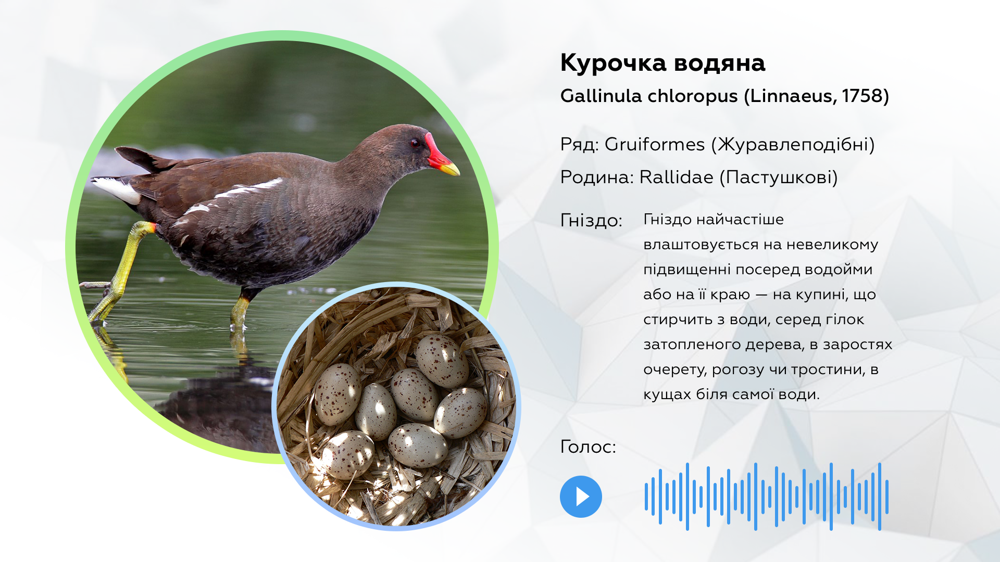 Курочка водяна
Gallinula chloropus (Linnaeus, 1758)
Ряд: Gruiformes (Журавлеподібні)
Родина: Rallidae (Пастушкові)
Гніздо: Гніздо найчастіше
влаштовується на невеликому
підвищенні посеред водойми
або на її краю — на купині, що
стирчить з води, серед гілок
затопленого дерева, в заростях
очерету, рогозу чи тростини, в
кущах біля самої води.
Голос: